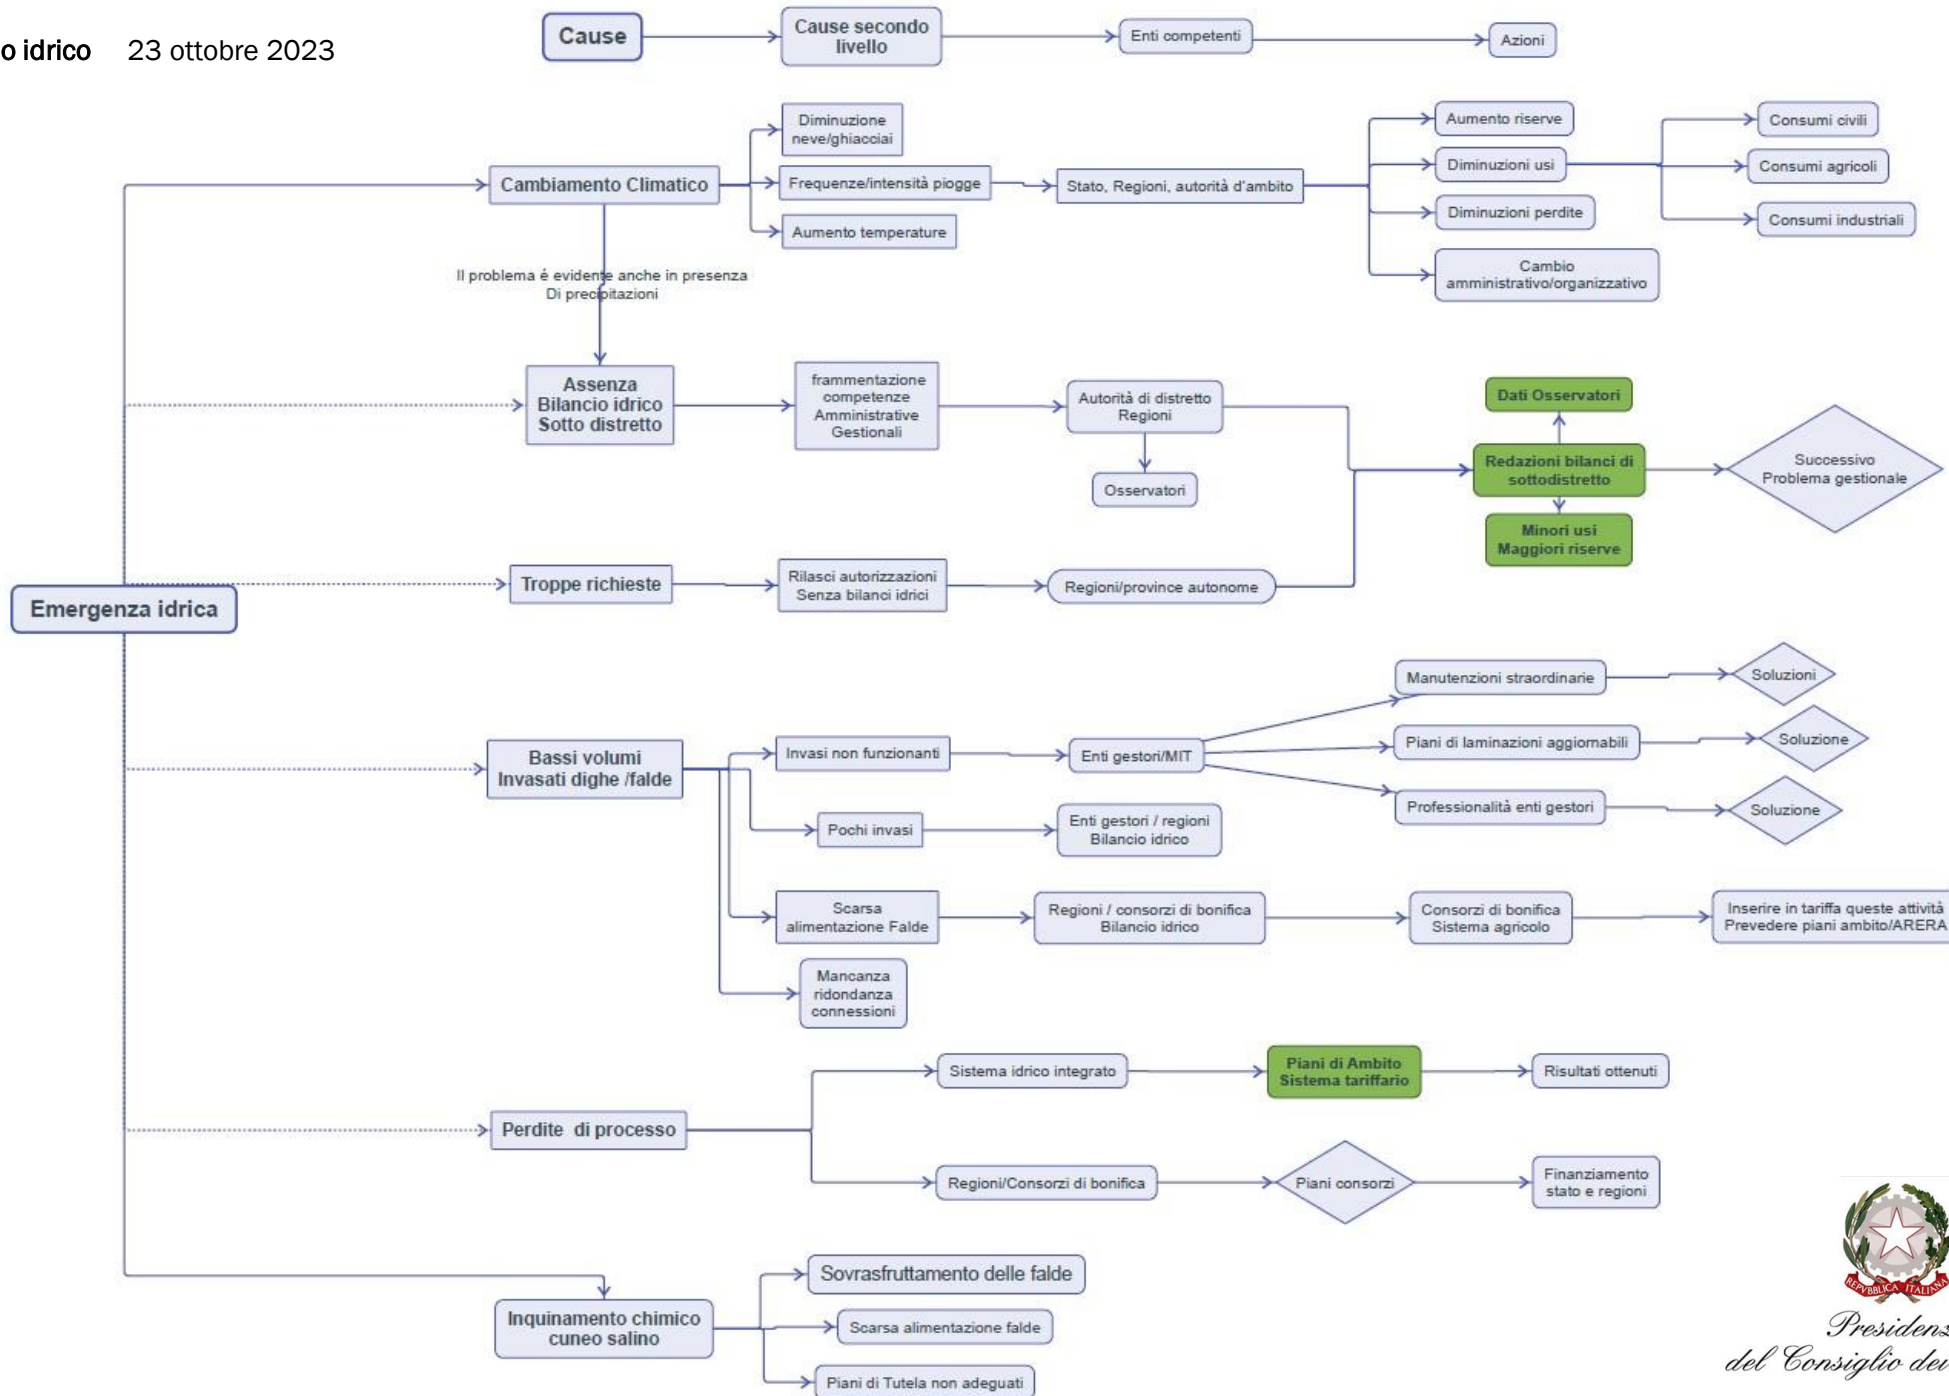 o idrico 23 ottobre 2023
Cause
Cause secondo
livello
Enti competenti
Azioni
Emergenza idrica
Cambiamento Climatico
Diminuzione
neve/ghiacciai
Frequenze/intensità piogge
Aumento temperature
Stato, Regioni, autorità d'ambito
Aumento riserve
Diminuzioni usi
Diminuzioni perdite
Cambio
amministrativo/organizzativo
Consumi civili
Consumi agricoli
Consumi industriali
Il problema é evidente anche in presenza
Di precipitazioni
Assenza
Bilancio idrico
Sotto distretto
frammentazione
competenze
Amministrative
Gestionali
Autorità di distretto
Regioni
Osservatori
Dati Osservatori
Redazioni bilanci di
sottodistretto
Minori usi
Maggiori riserve
Successivo
Problema gestionale
Troppe richieste
Rilasci autorizzazioni
Senza bilanci idrici
Regioni/province autonome
Bassi volumi
Invasati dighe /falde
Invasi non funzionanti
Enti gestori/MIT
Manutenzioni straordinarie
Soluzioni
Piani di laminazioni aggiornabili
Soluzione
Professionalità enti gestori
Soluzione
Pochi invasi
Enti gestori / regioni
Bilancio idrico
Scarsa
alimentazione Falde
Regioni / consorzi di bonifica
Bilancio idrico
Consorzi di bonifica
Sistema agricolo
Inserire in tariffa queste attività
Prevedere piani ambito/ARERA
Mancanza
ridondanza
connessioni
Perdite di processo
Sistema idrico integrato
Piani di Ambito
Sistema tariffario
Risultati ottenuti
Regioni/Consorzi di bonifica
Piani consorzi
Finanziamento
stato e regioni
Inquinamento chimico
cuneo salino
Sovrasfruttamento delle falde
Scarsa alimentazione falde
Piani di Tutela non adeguati
REPVBBLICA ITALIANA
Presidenz
del Consiglio dei